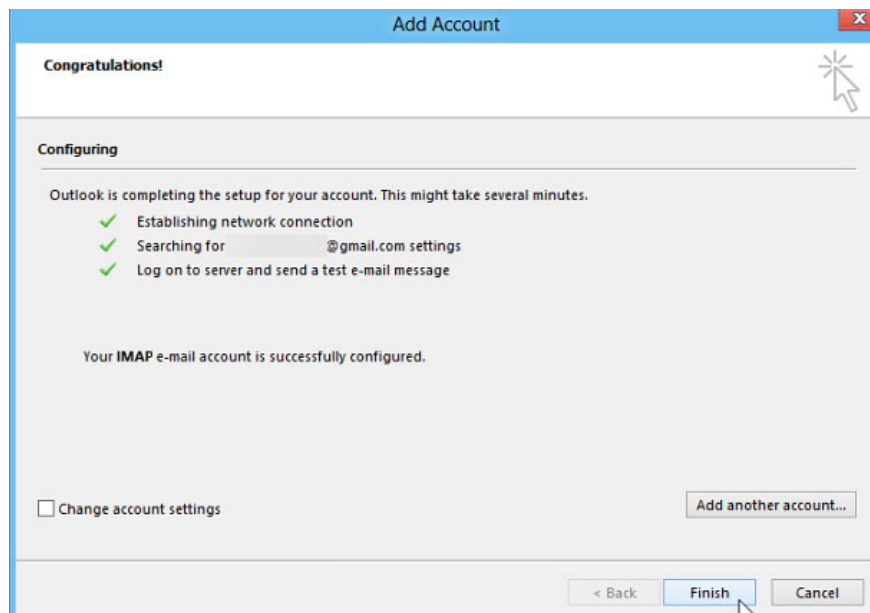 Add Account
Congratulations!
Configuring
Outlook is completing the setup for your account. This might take several minutes.
Establishing network connection
Searching for @gmail.com settings
Log on to server and send a test e-mail message
Your IMAP e-mail account is successfully configured.
Change account settings
Add another account...
< Back
Finish
Cancel